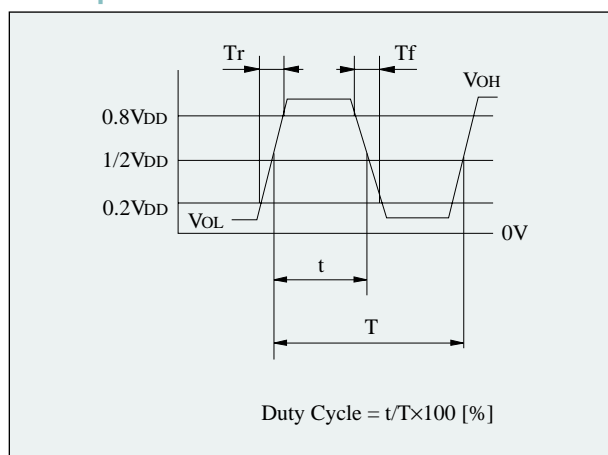 Tr
Tf
VOH
0.8VDD
1/2VDD
0.2VDD
VOL
0V
t
T
Duty Cycle = t/T×100 [%]